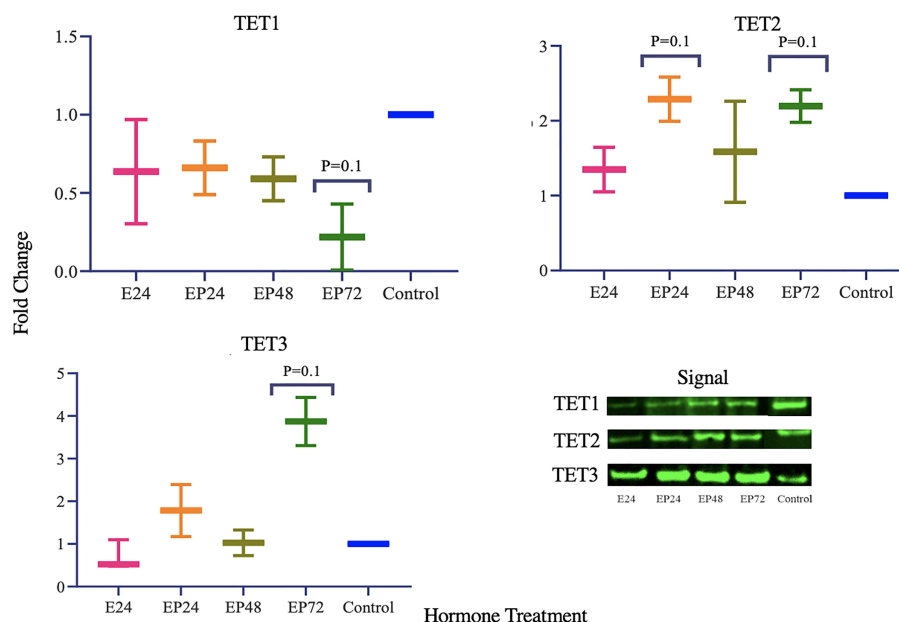 TET1
Fold Change
1.5
1.0
0.5
0.0
P=0.1
E24 EP24 EP48 EP72 Control
TET2
3
2
1
0
P=0.1 P=0.1
E24 EP24 EP48 EP72 Control
TET3
5
4
3
2
1
0
P=0.1
E24 EP24 EP48 EP72 Control
Signal
TET1
TET2
TET3
E24 EP24 EP48 EP72 Control
Hormone Treatment